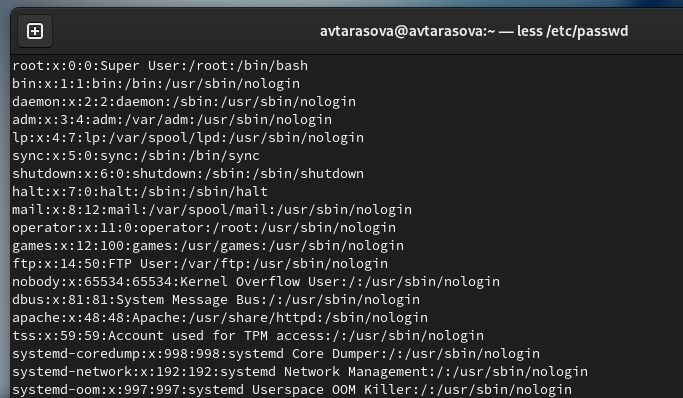 avtarasova@avtarasova:~ — less /etc/passwd
root:x:0:0:Super User:/root:/bin/bash
bin:x:1:1:bin:/bin:/usr/sbin/nologin
daemon:x:2:2:daemon:/sbin:/usr/sbin/nologin
adm:x:3:4:adm:/var/adm:/usr/sbin/nologin
lp:x:4:7:lp:/var/spool/lpd:/usr/sbin/nologin
sync:x:5:0:sync:/sbin:/bin/sync
shutdown:x:6:0:shutdown:/sbin:/sbin/shutdown
halt:x:7:0:halt:/sbin:/sbin/halt
mail:x:8:12:mail:/var/spool/mail:/usr/sbin/nologin
operator:x:11:0:operator:/root:/usr/sbin/nologin
games:x:12:100:games:/usr/games:/usr/sbin/nologin
ftp:x:14:50:FTP User:/var/ftp:/usr/sbin/nologin
nobody:x:65534:65534:Kernel Overflow User:/:/usr/sbin/nologin
dbus:x:81:81:System Message Bus:/:/usr/sbin/nologin
apache:x:48:48:Apache:/usr/share/httpd:/sbin/nologin
tss:x:59:59:Account used for TPM access:/:/usr/sbin/nologin
systemd-coredump:x:998:998:systemd Core Dumper:/:/usr/sbin/nologin
systemd-network:x:192:192:systemd Network Management:/:/usr/sbin/nologin
systemd-oom:x:997:997:systemd Userspace OOM Killer:/:/usr/sbin/nologin